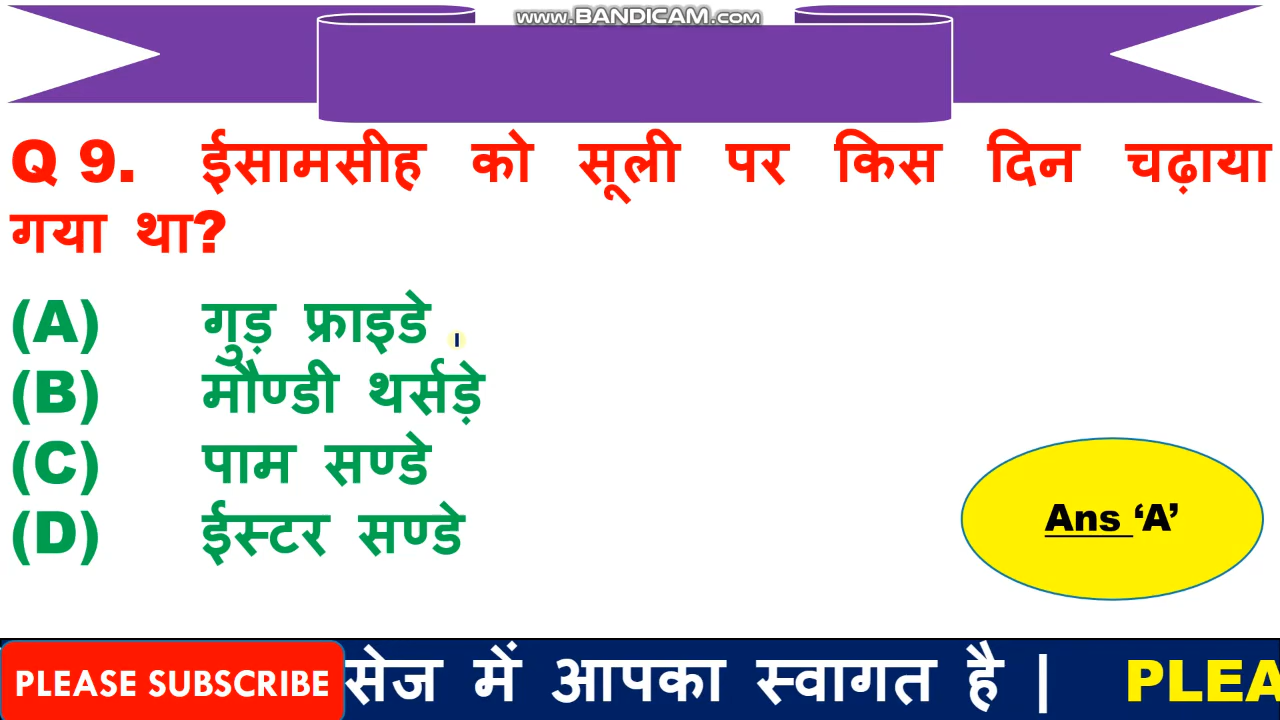 www.BANDICAM.com
Q 9. ईसामसीह को सूली पर किस दिन चढ़ाया
गया था?
(A) गुड़ फ्राइडे
(B) मौण्डी थर्सड़े
(C) पाम सण्डे
(D) ईस्टर सण्डे
Ans ‘A’
PLEASE SUBSCRIBE सेज में आपका स्वागत है | PLEA